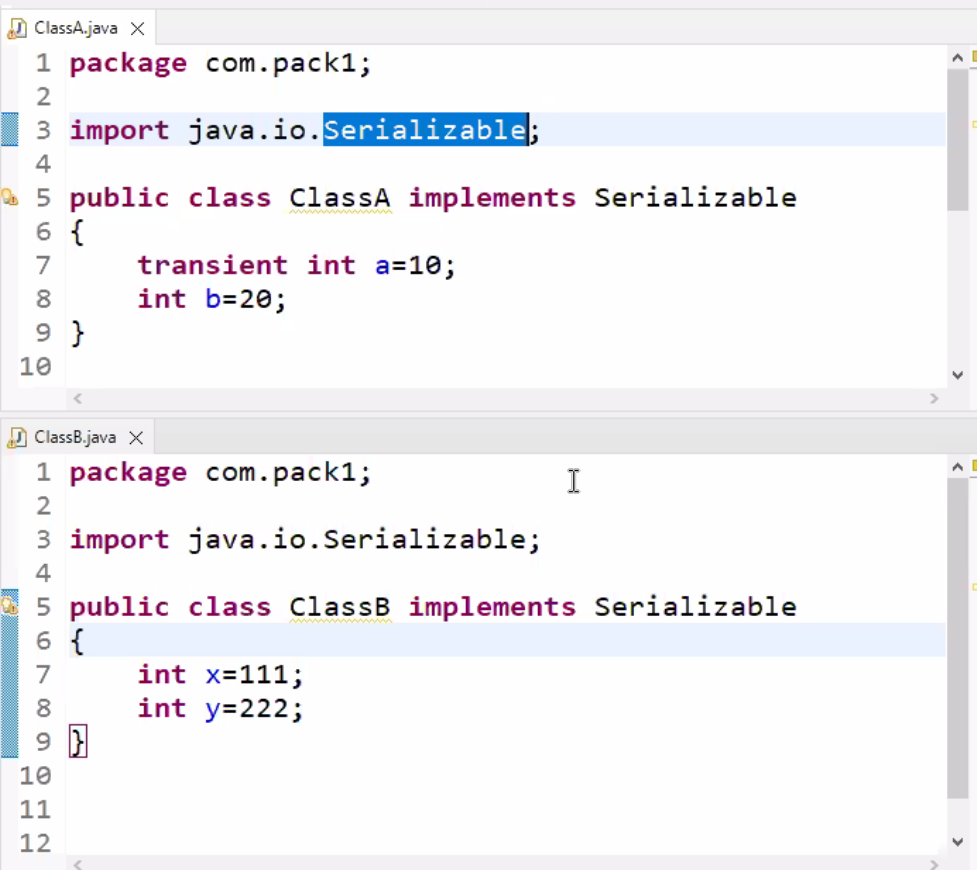 ClassA.java
1 package com.pack1;
2
3 import java.io.Serializable;
4
5 public class ClassA implements Serializable
6 {
7 transient int a=10;
8 int b=20;
9 }
10
ClassB.java
1 package com.pack1;
2
3 import java.io.Serializable;
4
5 public class ClassB implements Serializable
6 {
7 int x=111;
8 int y=222;
9 }
10
11
12